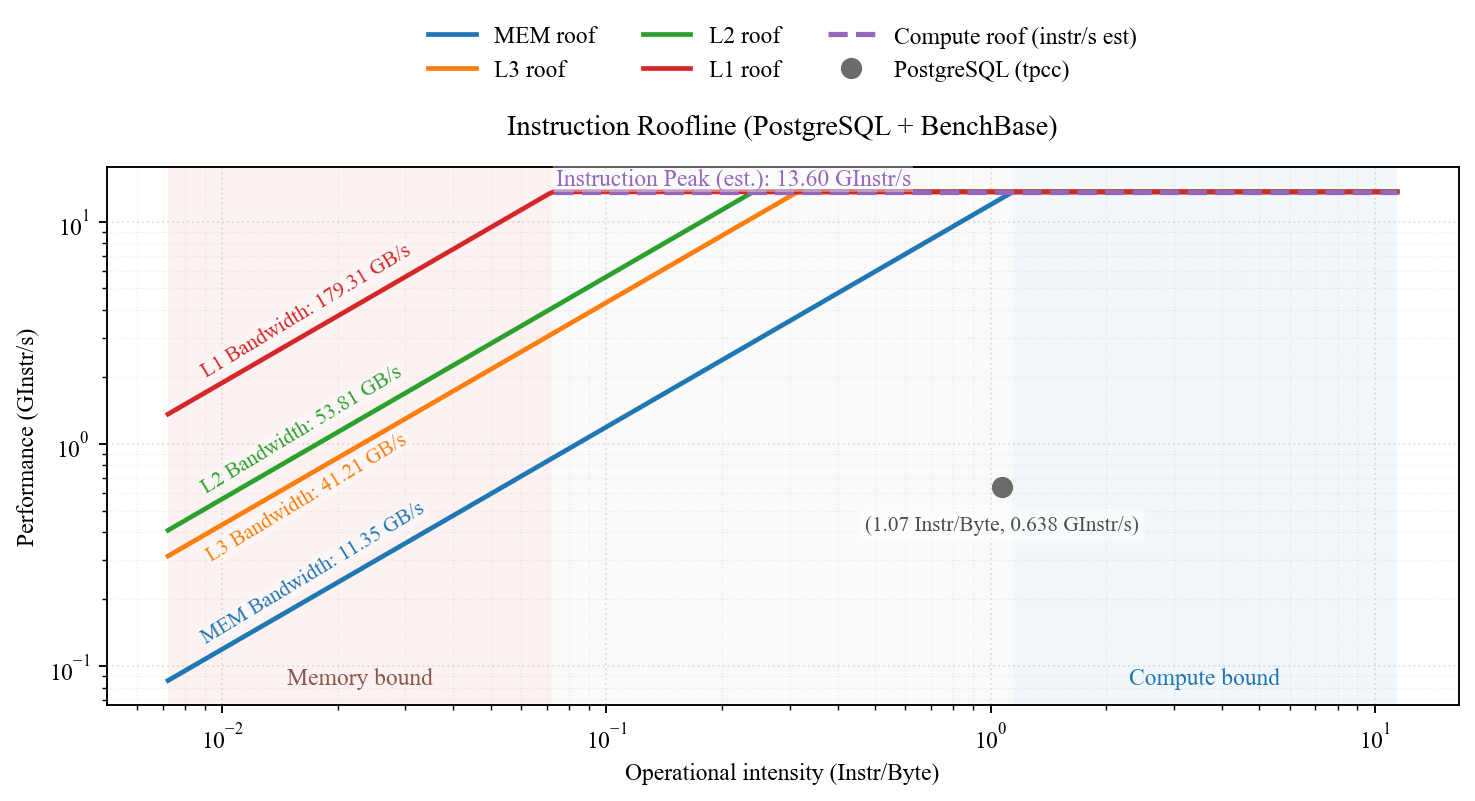 MEM roof
L3 roof
L2 roof
L1 roof
Compute roof (instr/s est)
PostgreSQL (tpcc)
Instruction Roofline (PostgreSQL + BenchBase)
Instruction Peak (est.): 13.60 GInstr/s
L1 Bandwidth: 179.31 GB/s
L2 Bandwidth: 53.81 GB/s
L3 Bandwidth: 41.21 GB/s
MEM Bandwidth: 11.35 GB/s
(1.07 Instr/Byte, 0.638 GInstr/s)
Memory bound
Compute bound
Performance (GInstr/s)
10¹
10⁰
10⁻¹
10⁻²
10⁻¹
10⁰
10¹
Operational intensity (Instr/Byte)